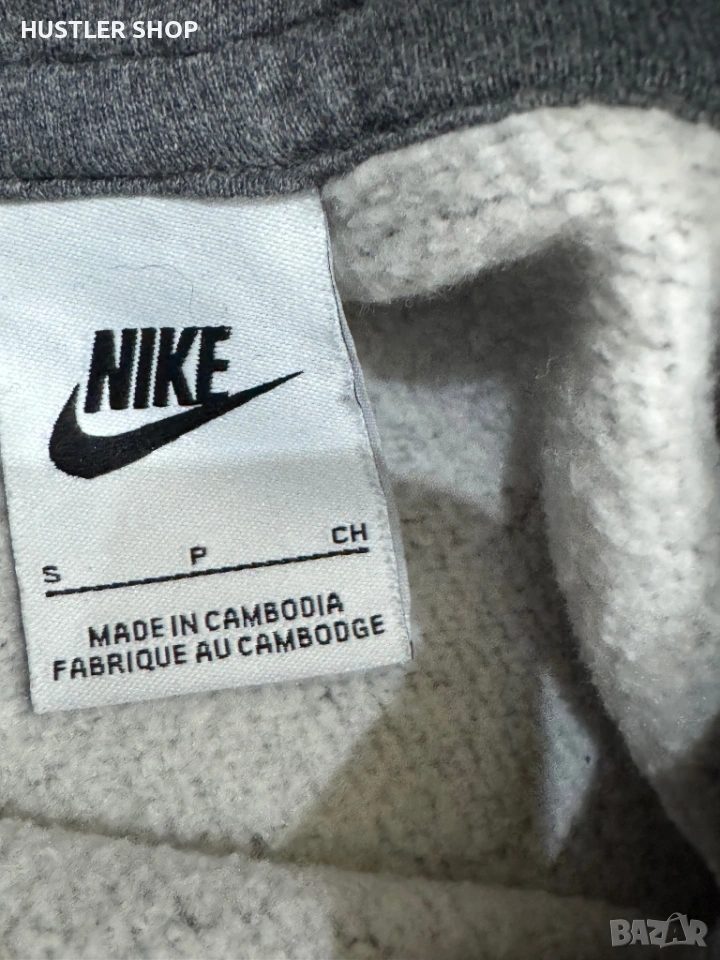 HUSTLER SHOP
NIKE
S P CH
MADE IN CAMBODIA
FABRIQUE AU CAMBODGE
BAZAR